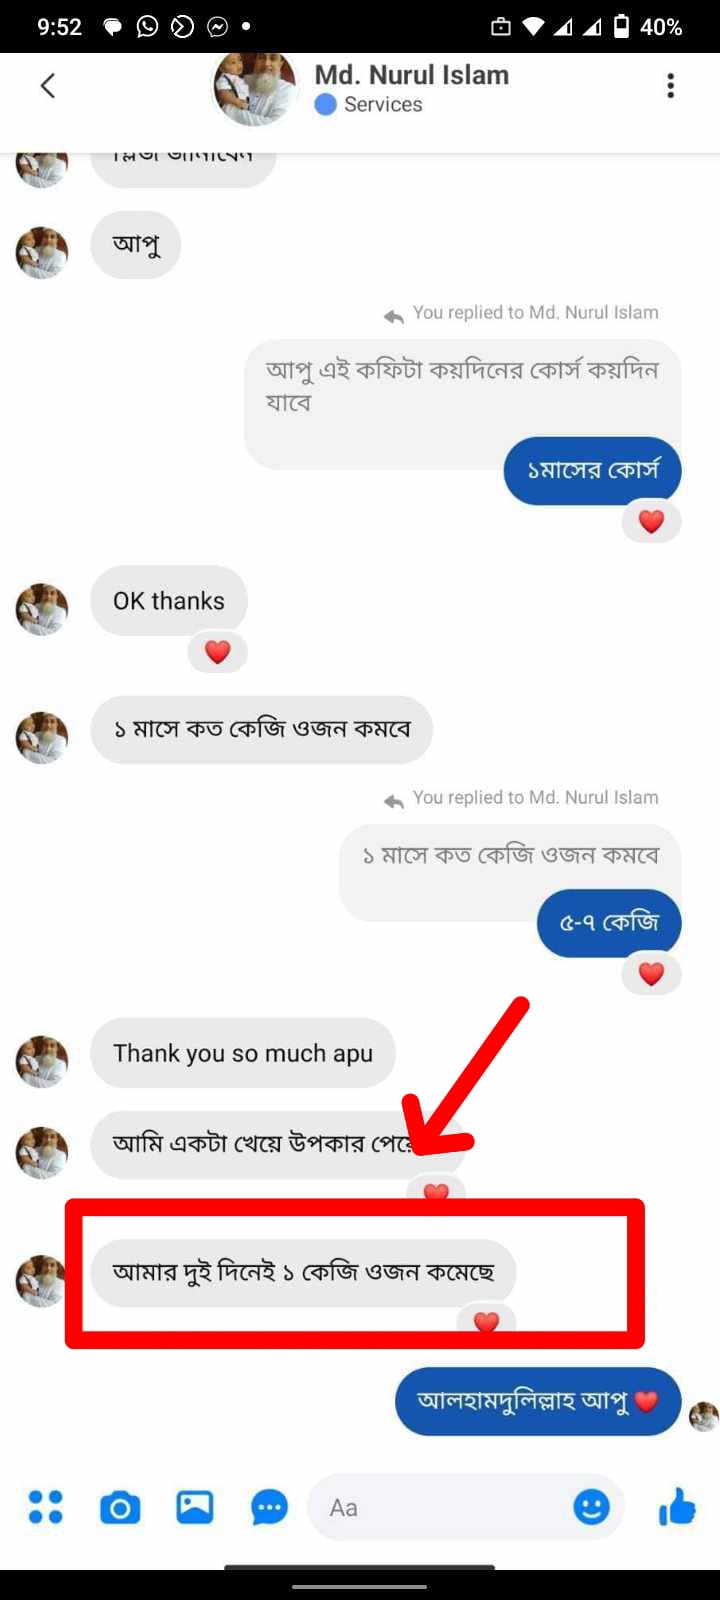 9:52
40%
Md. Nurul Islam
Services
আপু
You replied to Md. Nurul Islam
আপু এই কফিটা কয়দিনের কোর্স কয়দিন
যাবে
১মাসের কোর্স
OK thanks
১ মাসে কত কেজি ওজন কমবে
You replied to Md. Nurul Islam
১ মাসে কত কেজি ওজন কমবে
৫-৭ কেজি
Thank you so much apu
আমি একটা খেয়ে উপকার
আমার দুই দিনেই ১ কেজি ওজন কমেছে
আলহামদুলিল্লাহ আপু
Aa